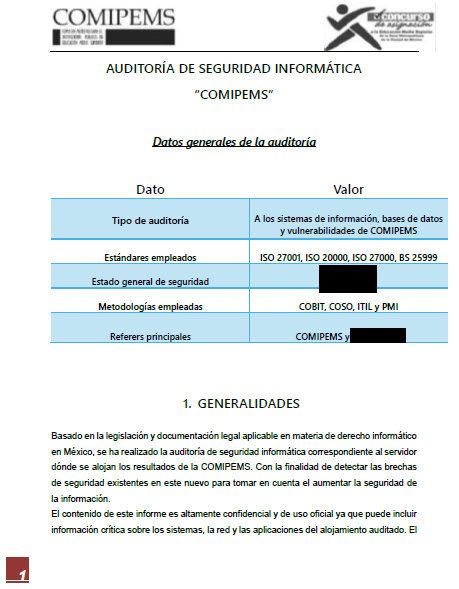 COMIPEMS
COMISIÓN METROPOLITANA DE
INSTITUCIONES PÚBLICAS DE
EDUCACIÓN MEDIA SUPERIOR
CONCURSO
de asignación
a la Educación Media Superior
de la Zona Metropolitana
de la Ciudad de México
AUDITORÍA DE SEGURIDAD INFORMÁTICA
“COMIPEMS”
Datos generales de la auditoría
Dato Valor
Tipo de auditoría A los sistemas de información, bases de datos
y vulnerabilidades de COMIPEMS
Estándares empleados ISO 27001, ISO 20000, ISO 27000, BS 25999
Estado general de seguridad
Metodologías empleadas COBIT, COSO, ITIL y PMI
Referers principales COMIPEMS y
1. GENERALIDADES
Basado en la legislación y documentación legal aplicable en materia de derecho informático
en México, se ha realizado la auditoría de seguridad informática correspondiente al servidor
dónde se alojan los resultados de la COMIPEMS. Con la finalidad de detectar las brechas
de seguridad existentes en este nuevo para tomar en cuenta el aumentar la seguridad de
la información.
El contenido de este informe es altamente confidencial y de uso oficial ya que puede incluir
información crítica sobre los sistemas, la red y las aplicaciones del alojamiento auditado. El
1